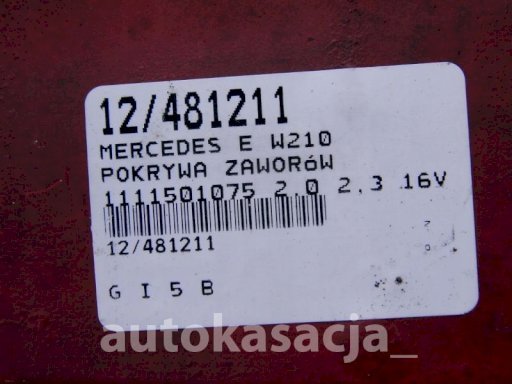 12/481211
MERCEDES E W210
POKRYWA ZAWORóW
1111501075 2.0 2.3 16V
12/481211
G I 5 B
autokasacja_